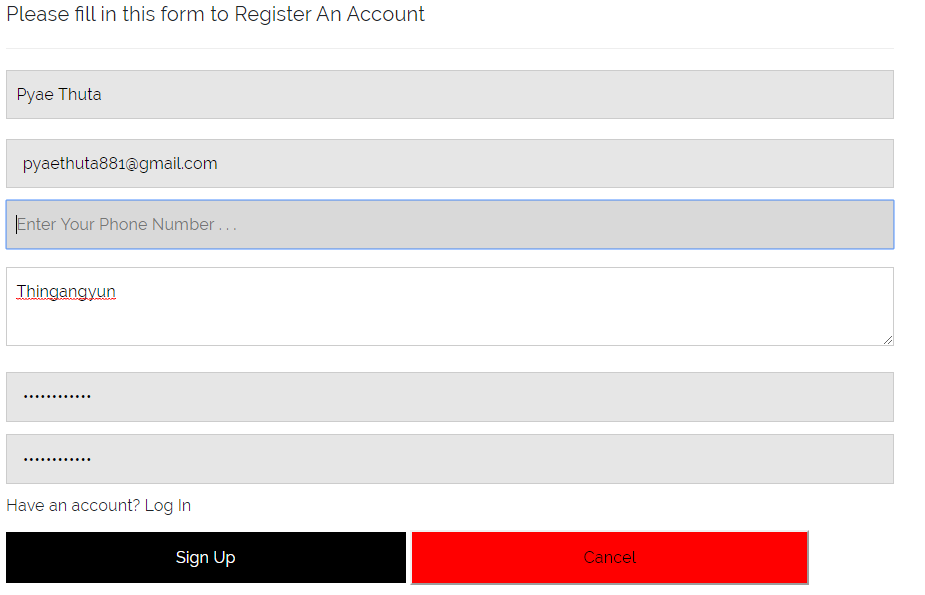 Please fill in this form to Register An Account
Pyae Thuta
pyaethuta881@gmail.com
Enter Your Phone Number . . .
Thingangyun
••••••••••••
••••••••••••
Have an account? Log In
Sign Up
Cancel